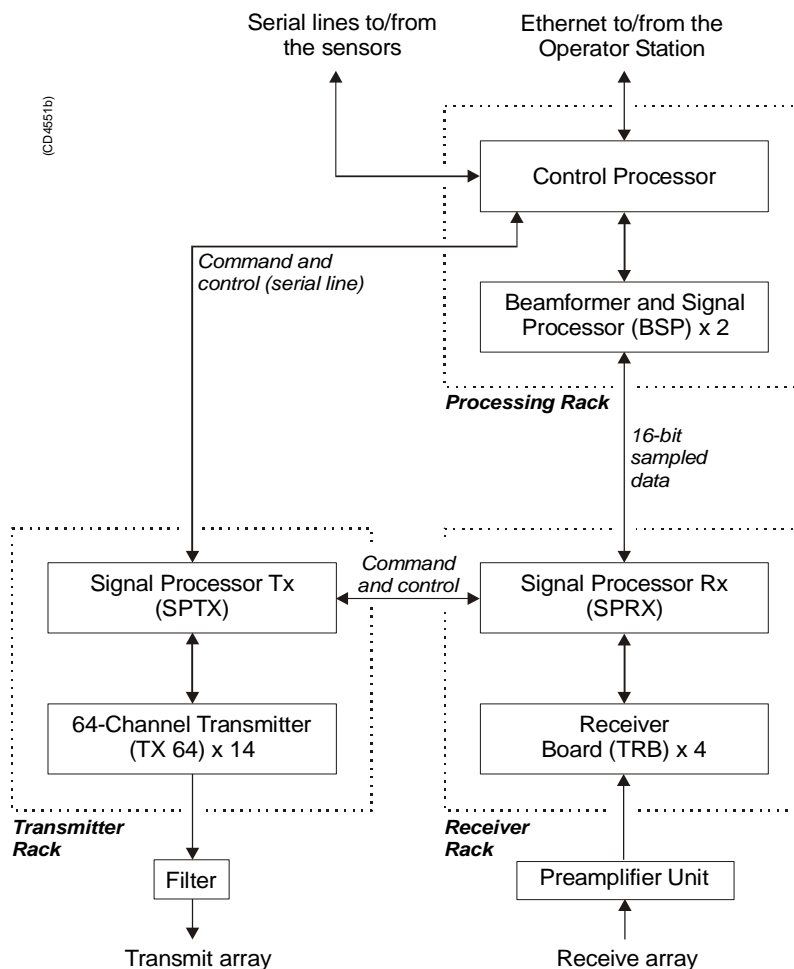 Serial lines to/from
the sensors
Ethernet to/from the
Operator Station
(CD4551b)
Control Processor
Command and
control (serial line)
Beamformer and Signal
Processor (BSP) x 2
Processing Rack
16-bit
sampled
data
Signal Processor Tx
(SPTX)
Command
and control
Signal Processor Rx
(SPRX)
64-Channel Transmitter
(TX 64) x 14
Receiver
Board (TRB) x 4
Transmitter
Rack
Receiver
Rack
Filter
Preamplifier Unit
Transmit array
Receive array